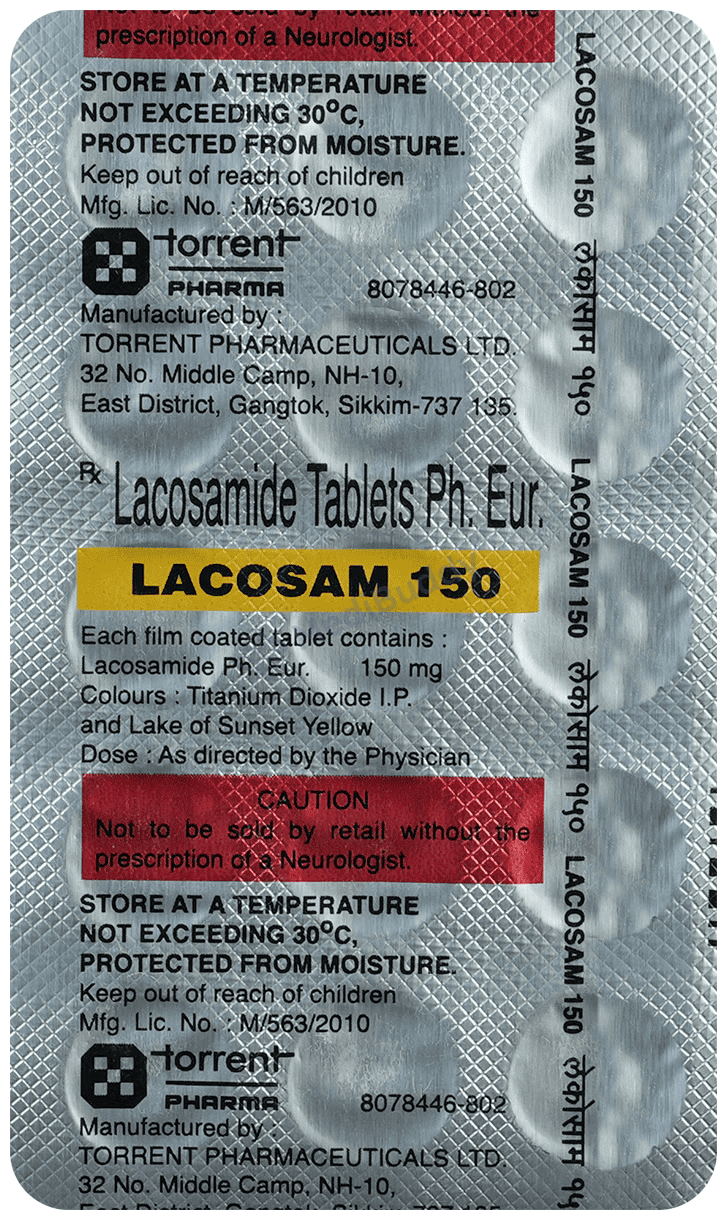 prescription of a Neurologist.
STORE AT A TEMPERATURE
NOT EXCEEDING 30⁰C,
PROTECTED FROM MOISTURE.
Keep out of reach of children
Mfg. Lic. No. : M/563/2010
torrent
PHARMA
8078446-802
Manufactured by :
TORRENT PHARMACEUTICALS LTD.
32 No. Middle Camp, NH-10,
East District, Gangtok, Sikkim-737 135.
Rx Lacosamide Tablets Ph. Eur.
LACOSAM 150
Each film coated tablet contains :
Lacosamide Ph. Eur. 150 mg
Colours : Titanium Dioxide I.P.
and Lake of Sunset Yellow
Dose : As directed by the Physician
CAUTION
Not to be sold by retail without the
prescription of a Neurologist.
STORE AT A TEMPERATURE
NOT EXCEEDING 30⁰C,
PROTECTED FROM MOISTURE.
Keep out of reach of children
Mfg. Lic. No. : M/563/2010
torrent
PHARMA
8078446-802
Manufactured by :
TORRENT PHARMACEUTICALS LTD.
32 No. Middle Camp, NH-10,
LACOSAM 150 लेकोसाम १५० LACOSAM 150 लेकोसाम १५० LACOSAM 150 लेकोसाम